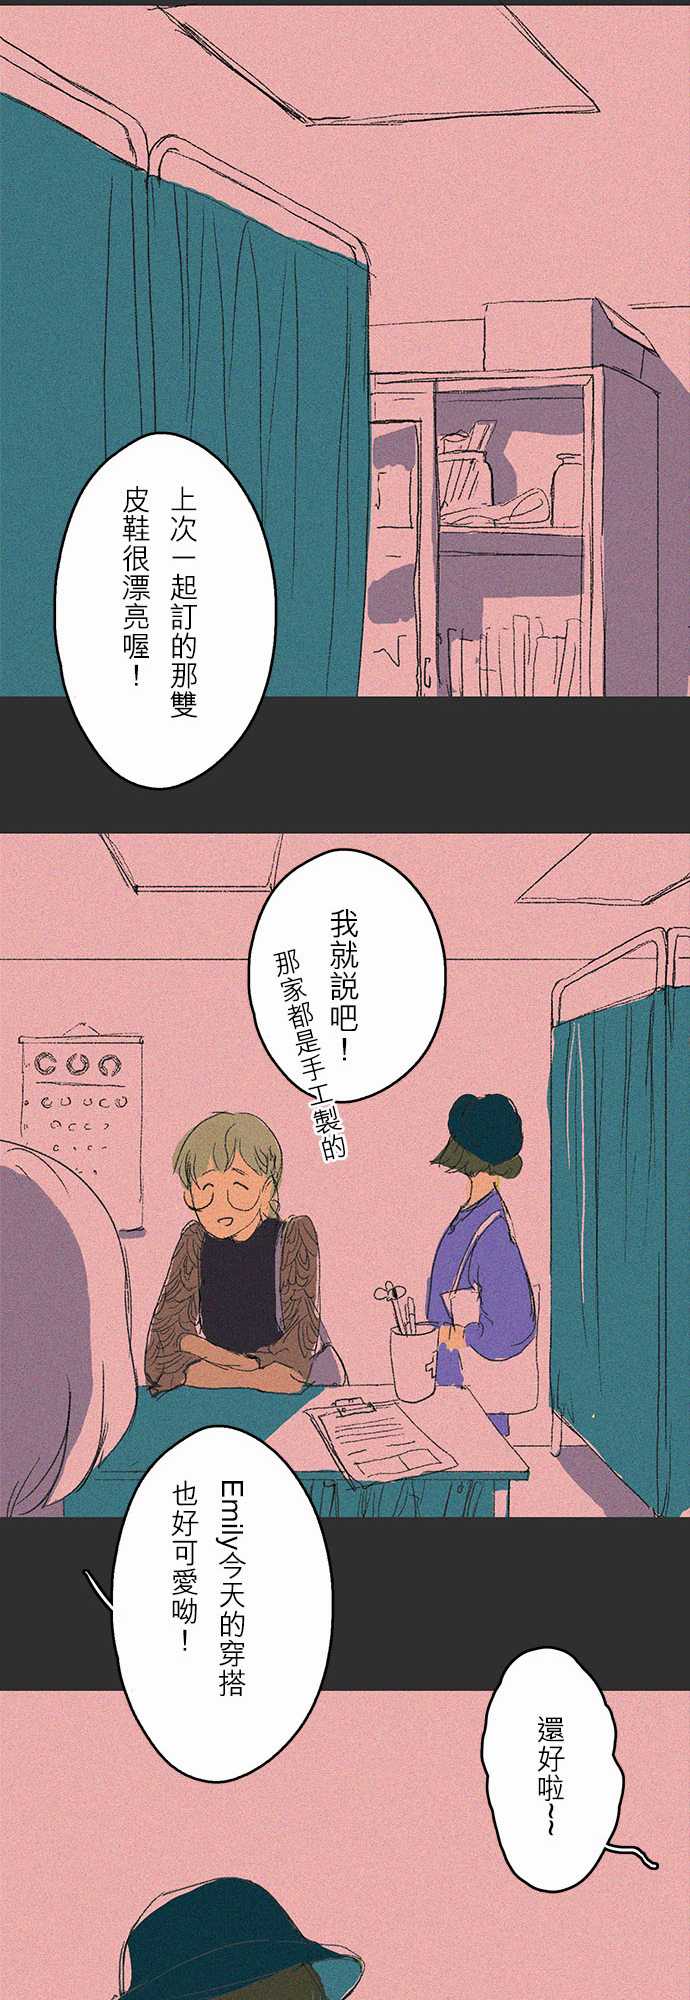 上次一起訂的那雙
皮鞋很漂亮喔！
我就説吧！
那家都是手工製的
Emily今天的穿搭
也好可愛呦！
還好啦~~